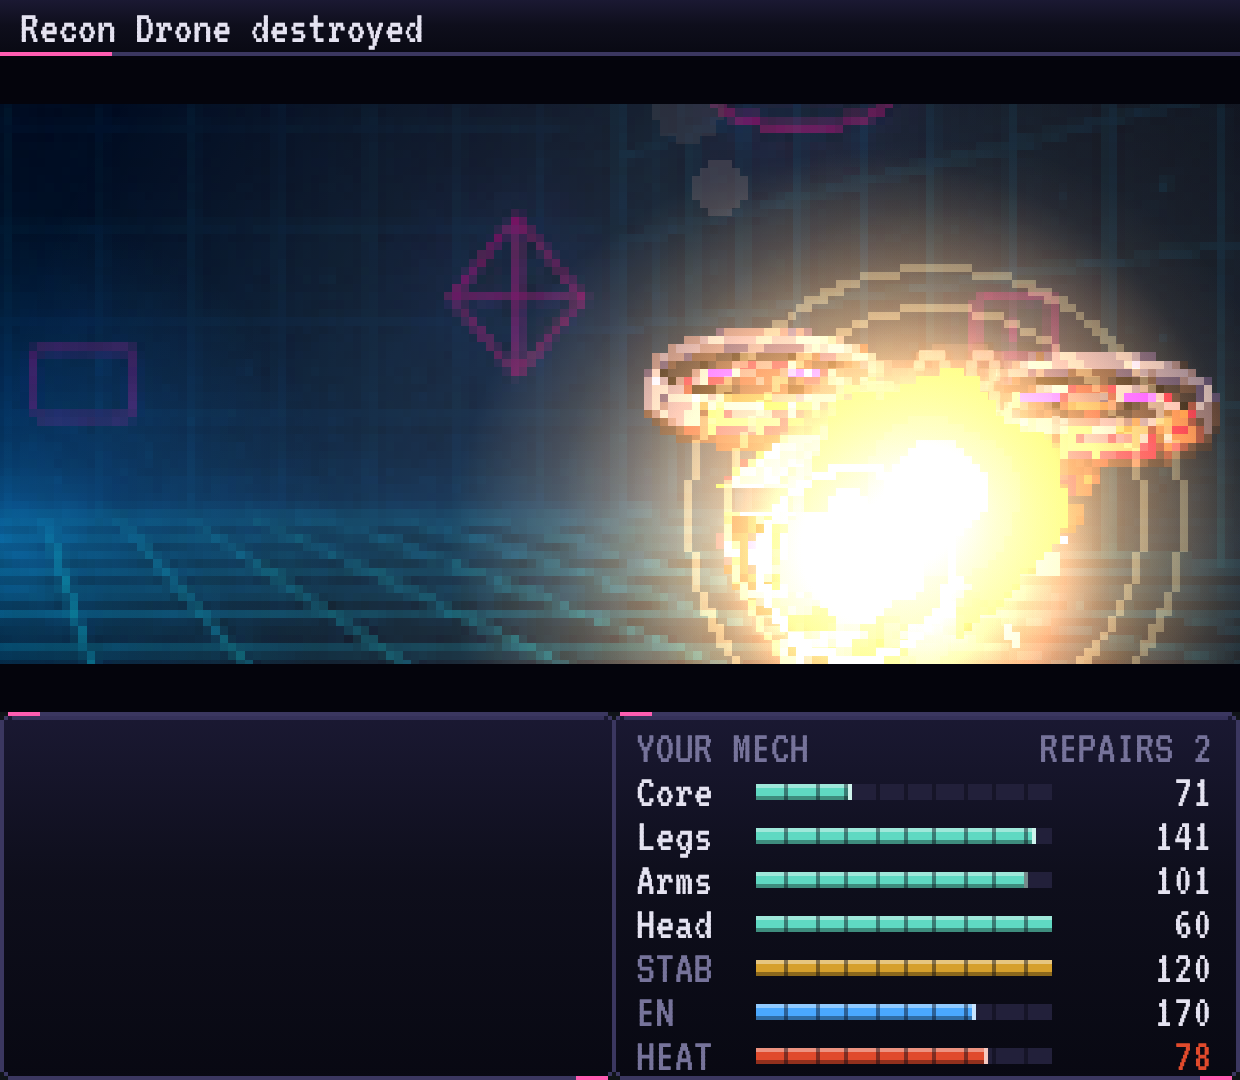 Recon Drone destroyed
YOUR MECH REPAIRS 2
Core 71
Legs 141
Arms 101
Head 60
STAB 120
EN 170
HEAT 78